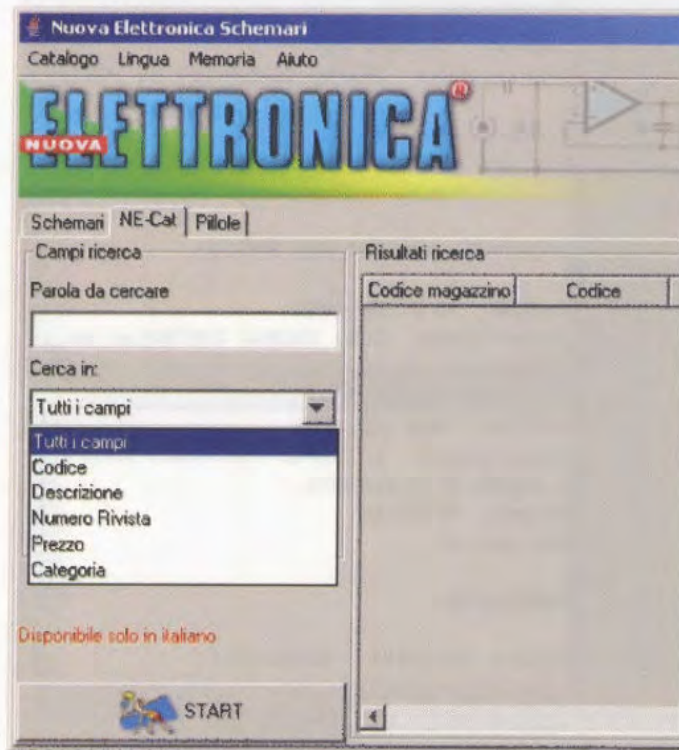 Nuova Elettronica Schemari
Catalogo Lingua Memoria Aiuto
NUOVA ELETTRONICA
Schemari NE-Cat Pillole
Campi ricerca
Parola da cercare
Cerca in:
Tutti i campi
Tutti i campi
Codice
Descrizione
Numero Rivista
Prezzo
Categoria
Disponibile solo in italiano
START
Risultati ricerca
Codice magazzino Codice